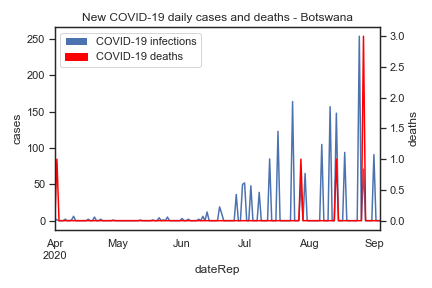 New COVID-19 daily cases and deaths - Botswana
COVID-19 infections
COVID-19 deaths
250
200
150
100
50
0
cases
3.0
2.5
2.0
1.5
1.0
0.5
0.0
deaths
Apr May Jun Jul Aug Sep
2020
dateRep